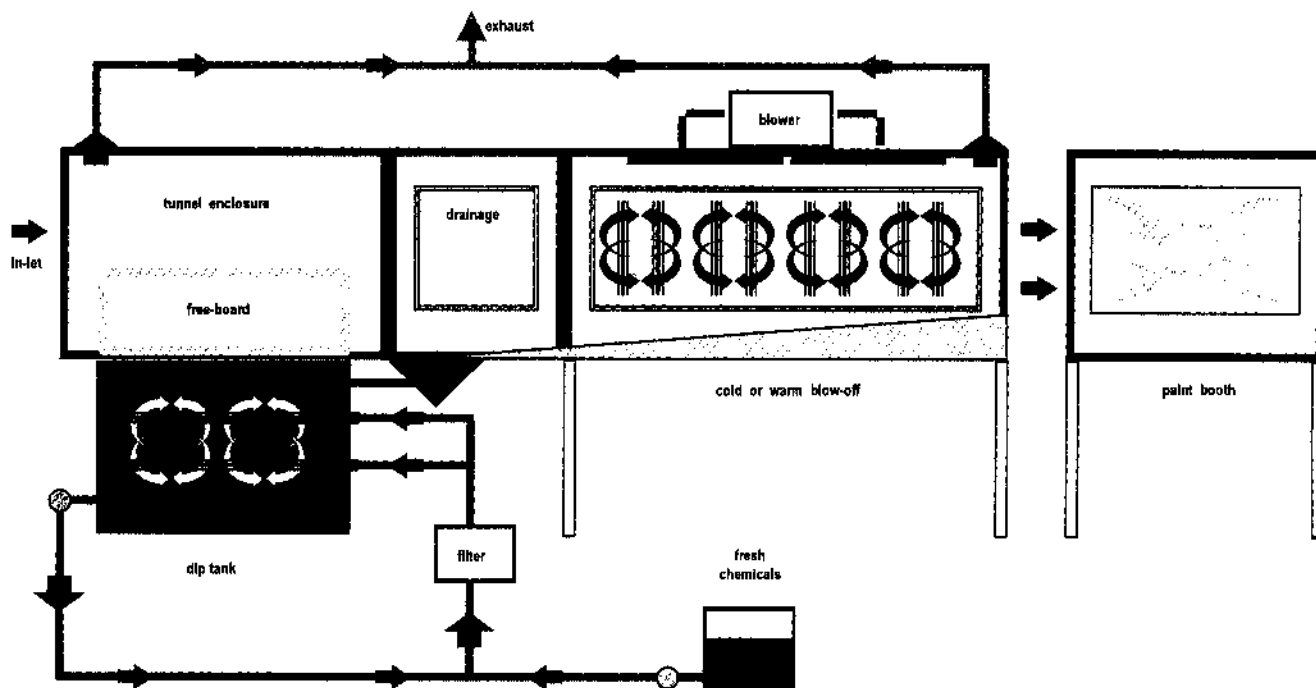 exhaust
blower
tunnel enclosure
drainage
in-let
free-board
cold or warm blow-off
paint booth
dip tank
filter
fresh
chemicals